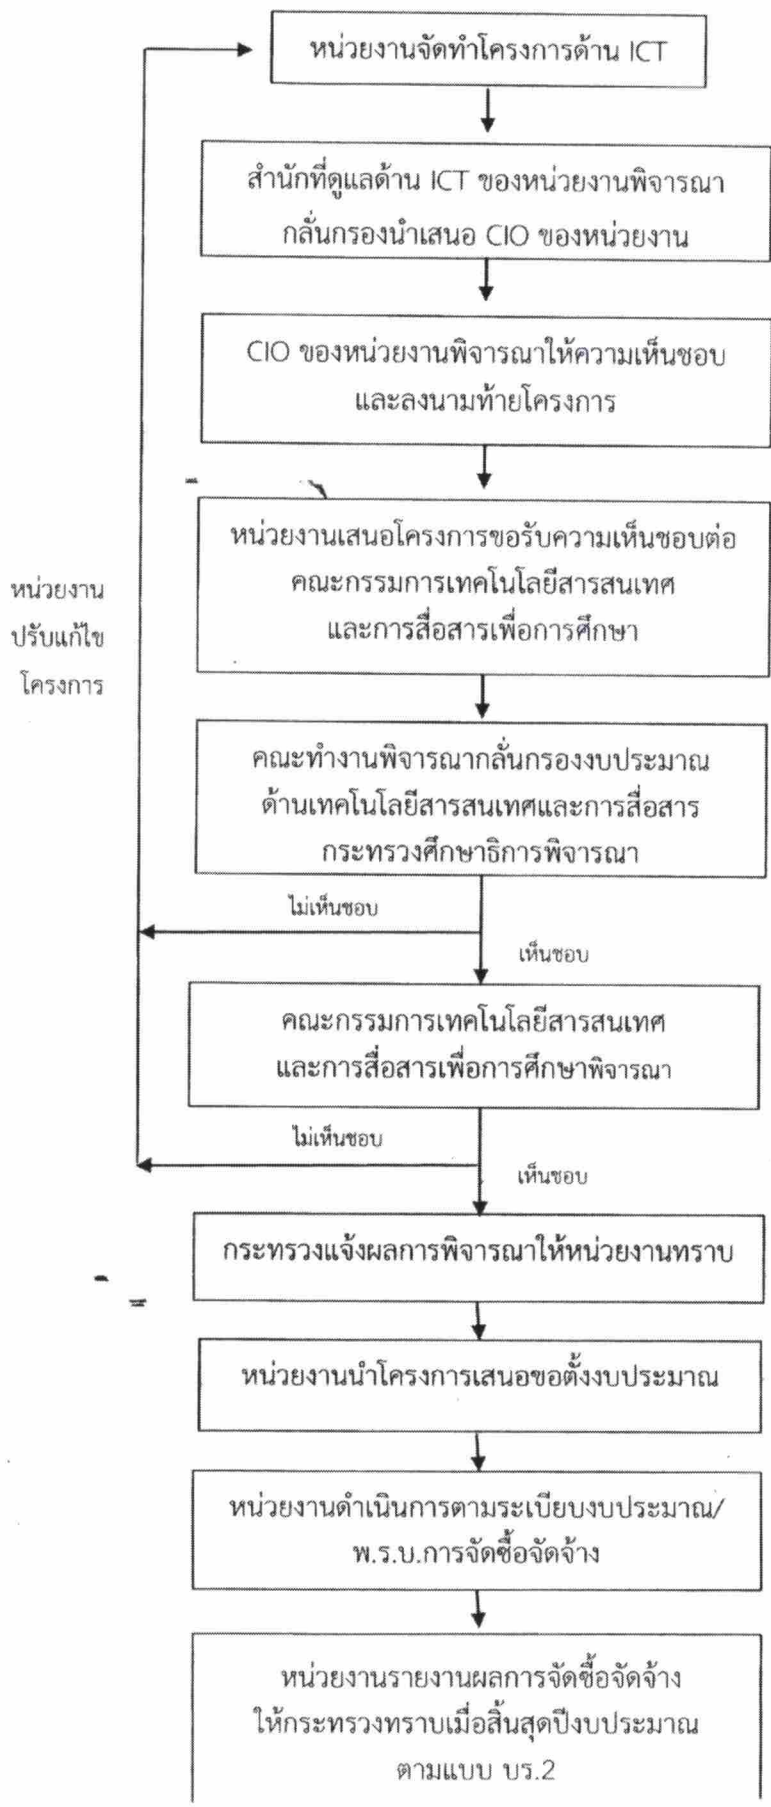 หน่วยงานจัดทำโครงการด้าน ICT
สำนักที่ดูแลด้าน ICT ของหน่วยงานพิจารณา
กลั่นกรองนำเสนอ CIO ของหน่วยงาน
CIO ของหน่วยงานพิจารณาให้ความเห็นชอบ
และลงนามท้ายโครงการ
หน่วยงานเสนอโครงการขอรับความเห็นชอบต่อ
คณะกรรมการเทคโนโลยีสารสนเทศ
และการสื่อสารเพื่อการศึกษา
หน่วยงาน
ปรับแก้ไข
โครงการ
คณะทำงานพิจารณากลั่นกรองงบประมาณ
ด้านเทคโนโลยีสารสนเทศและการสื่อสาร
กระทรวงศึกษาธิการพิจารณา
ไม่เห็นชอบ
เห็นชอบ
คณะกรรมการเทคโนโลยีสารสนเทศ
และการสื่อสารเพื่อการศึกษาพิจารณา
ไม่เห็นชอบ
เห็นชอบ
กระทรวงแจ้งผลการพิจารณาให้หน่วยงานทราบ
หน่วยงานนำโครงการเสนอขอตั้งงบประมาณ
หน่วยงานดำเนินการตามระเบียบงบประมาณ/
พ.ร.บ.การจัดซื้อจัดจ้าง
หน่วยงานรายงานผลการจัดซื้อจัดจ้าง
ให้กระทรวงทราบเมื่อสิ้นสุดปีงบประมาณ
ตามแบบ บร.2